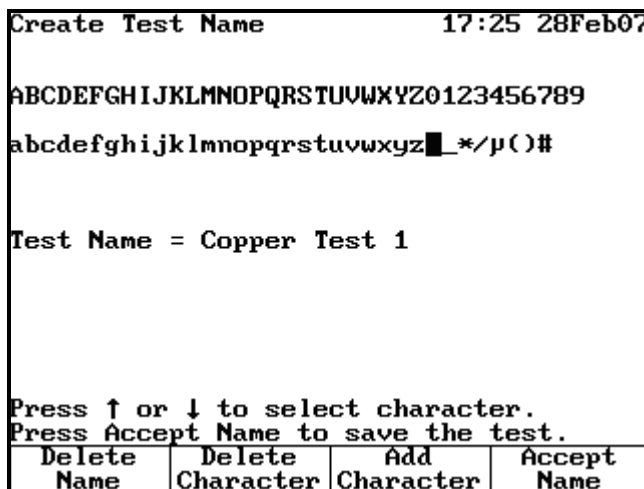 Create Test Name 17:25 28Feb07
ABCDEFGHIJKLMNOPQRSTUVWXYZ0123456789
abcdefghijklmnopqrstuvwxyz _*/µ()#
Test Name = Copper Test 1
Press ↑ or ↓ to select character.
Press Accept Name to save the test.
Delete Name
Delete Character
Add Character
Accept Name